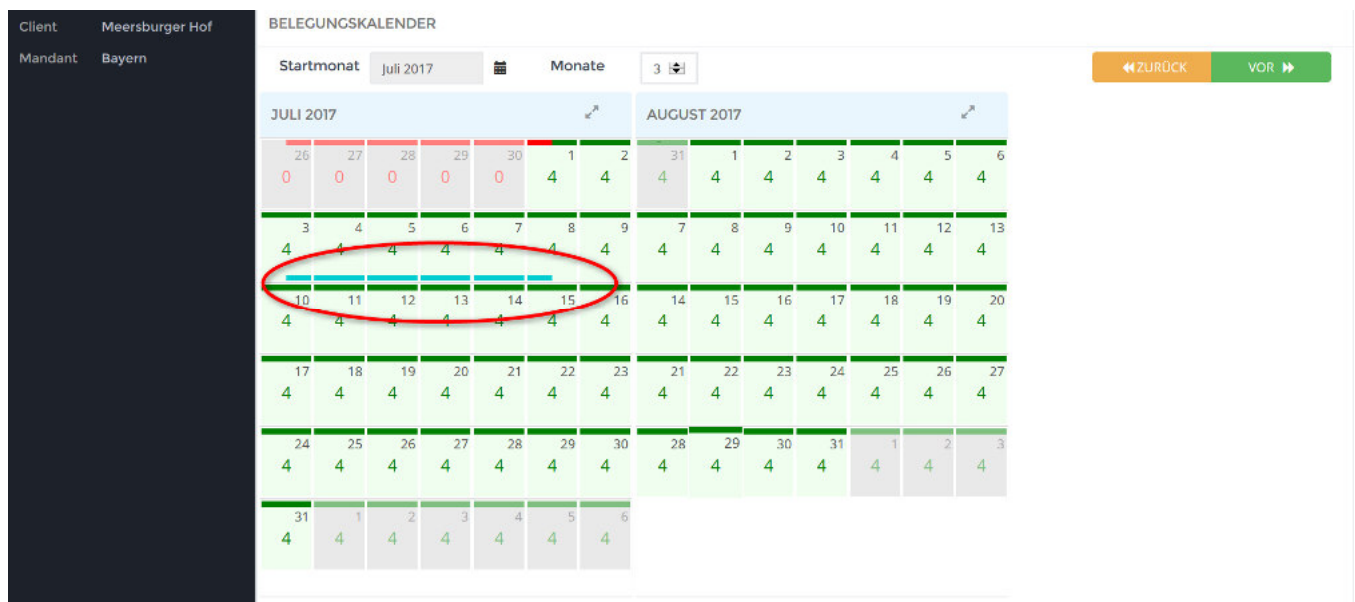 Client Meersburger Hof
Mandant Bayern
BELEGUNGSKALENDER
Startmonat Juli 2017 Monate 3 ZURÜCK VOR
JULI 2017
26 27 28 29 30 1 2
0 0 0 0 0 4 4
3 4 5 6 7 8 9
4 4 4 4 4 4 4
10 11 12 13 14 15 16
4 4 4 4 4 4 4
17 18 19 20 21 22 23
4 4 4 4 4 4 4
24 25 26 27 28 29 30
4 4 4 4 4 4 4
31 1 2 3 4 5 6
4 4 4 4 4 4 4
AUGUST 2017
31 1 2 3 4 5 6
4 4 4 4 4 4 4
7 8 9 10 11 12 13
4 4 4 4 4 4 4
14 15 16 17 18 19 20
4 4 4 4 4 4 4
21 22 23 24 25 26 27
4 4 4 4 4 4 4
28 29 30 31 1 2 3
4 4 4 4 4 4 4